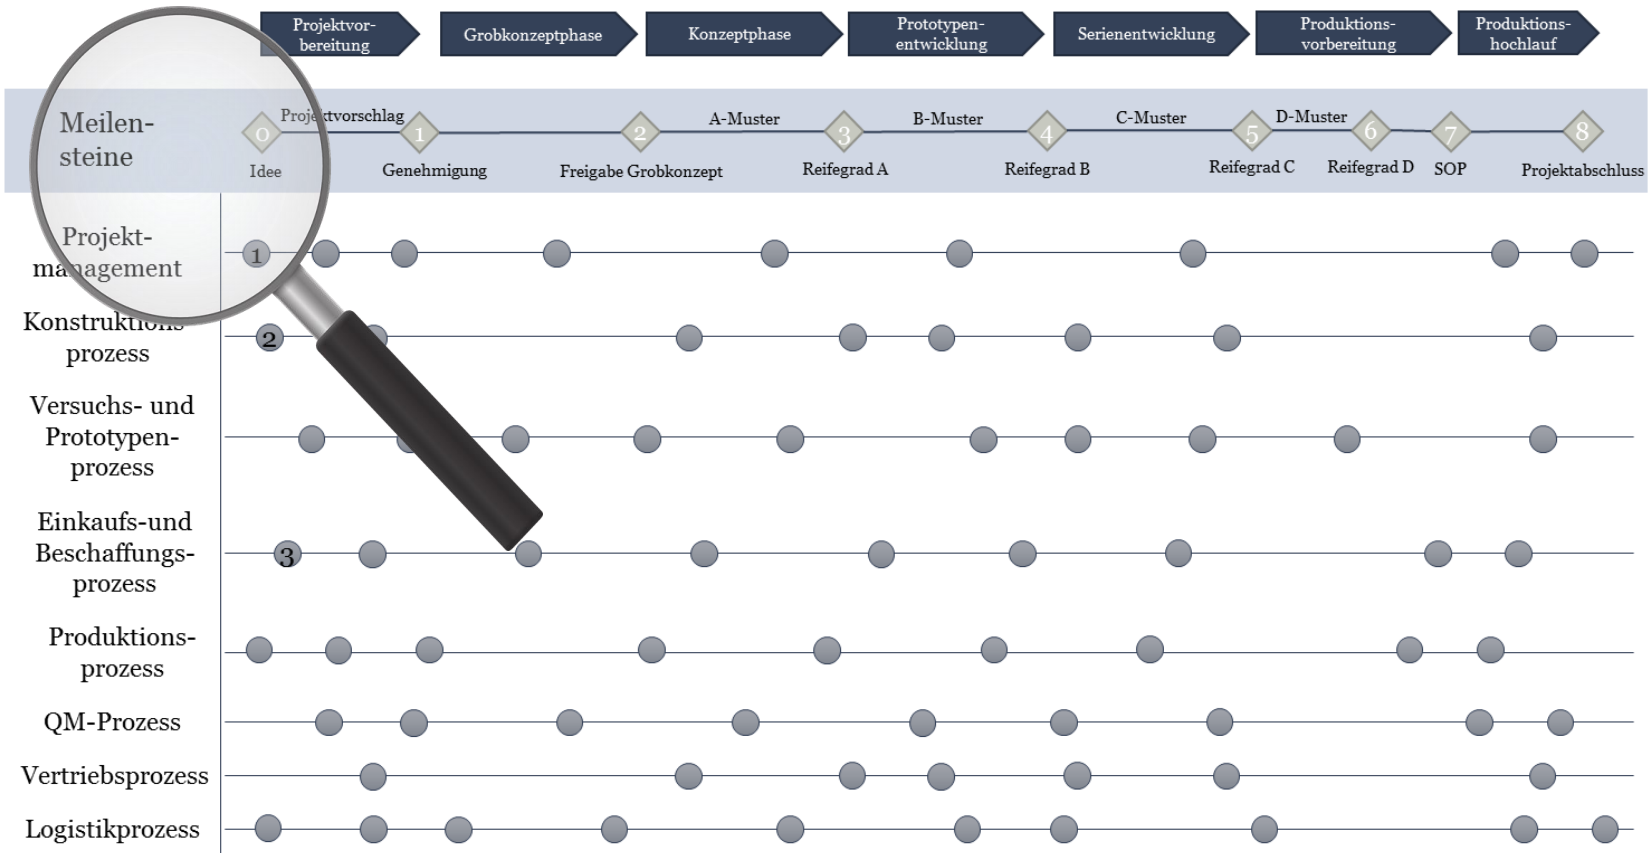 Projektvor-
bereitung
Grobkonzeptphase
Konzeptphase
Prototypen-
entwicklung
Serienentwicklung
Produktions-
vorbereitung
Produktions-
hochlauf
Meilen-
steine
Projektvorschlag
A-Muster
B-Muster
C-Muster
D-Muster
0
1
2
3
4
5
6
7
8
Idee
Genehmigung
Freigabe Grobkonzept
Reifegrad A
Reifegrad B
Reifegrad C
Reifegrad D
SOP
Projektabschluss
Projekt-
management
1
Konstruktions-
prozess
2
Versuchs- und
Prototypen-
prozess
Einkaufs-und
Beschaffungs-
prozess
3
Produktions-
prozess
QM-Prozess
Vertriebsprozess
Logistikprozess